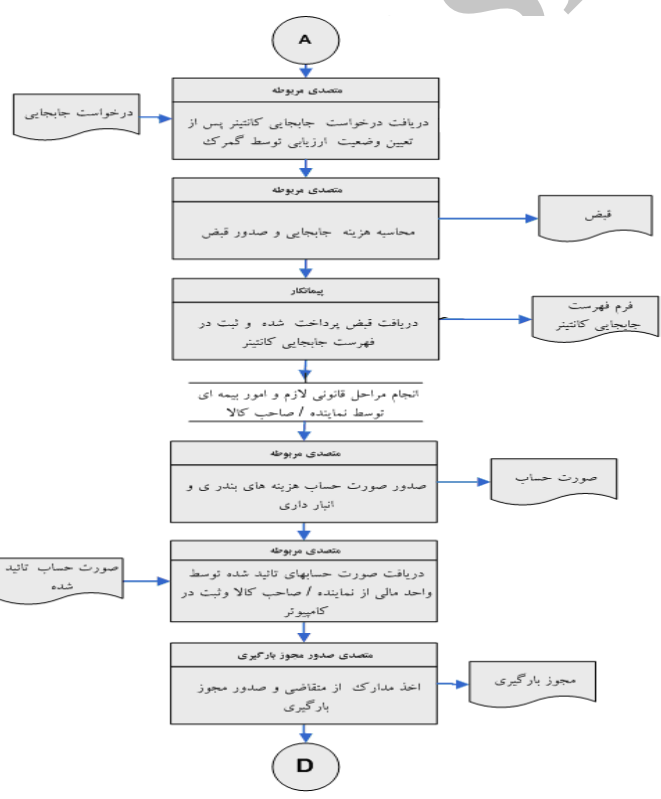 A
متصدی مربوطه
درخواست جابجایی
دریافت درخواست جابجایی کانتینر پس از
تعیین وضعیت ارزیابی توسط گمرک
متصدی مربوطه
محاسبه هزینه جابجایی و صدور قبض
قبض
پیمانکار
دریافت قبض پرداخت شده و ثبت در
فهرست جابجایی کانتینر
فرم فهرست
جابجایی کانتینر
انجام مراحل قانونی لازم و امور بیمه ای
توسط نماینده / صاحب کالا
متصدی مربوطه
صدور صورت حساب هزینه های بندر ی و
انبار داری
صورت حساب
متصدی مربوطه
صورت حساب تائید
شده
دریافت صورت حسابهای تائید شده توسط
واحد مالی از نماینده / صاحب کالا وثبت در
کامپیوتر
متصدی صدور مجوز بارگیری
اخذ مدارک از متقاضی و صدور مجوز
بارگیری
مجوز بارگیری
D